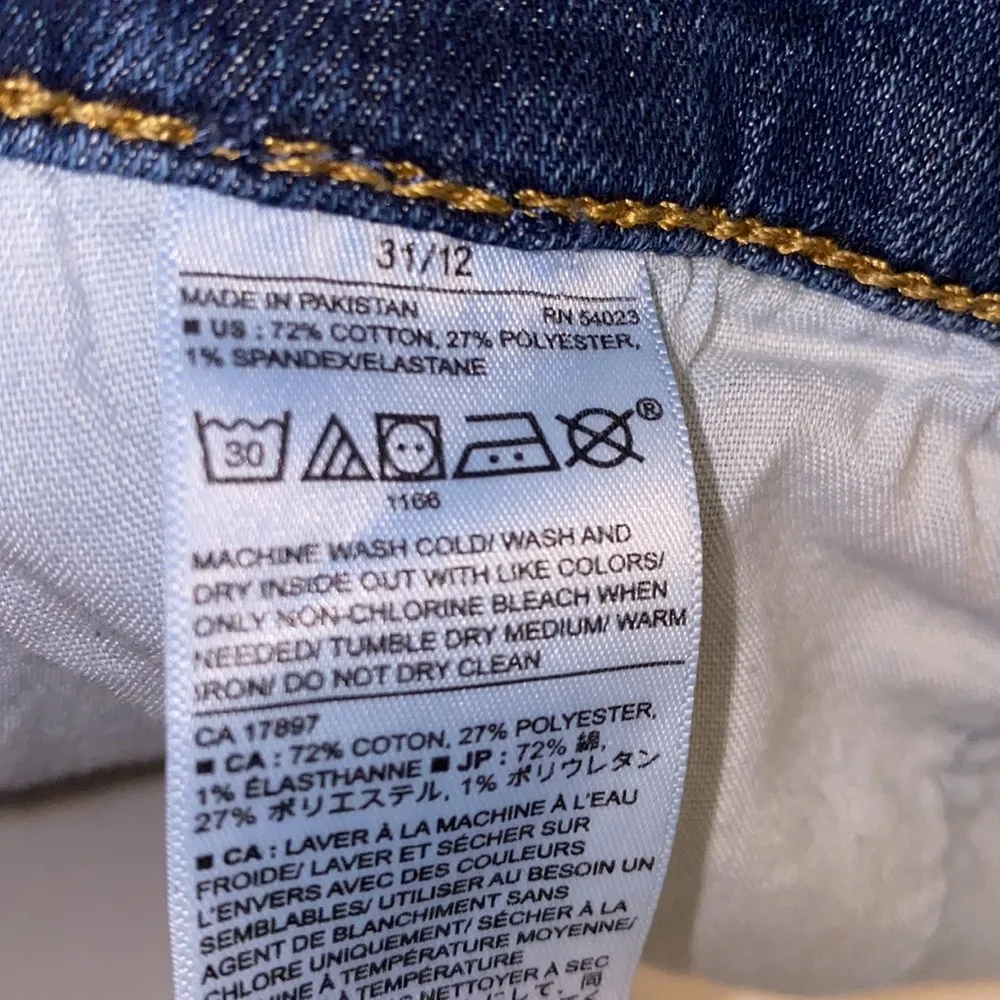 31/12
MADE IN PAKISTAN RN 54023
■ US : 72% COTTON, 27% POLYESTER,
1% SPANDEX/ELASTANE
30 ®
1166
MACHINE WASH COLD/ WASH AND
DRY INSIDE OUT WITH LIKE COLORS/
ONLY NON-CHLORINE BLEACH WHEN
NEEDED/ TUMBLE DRY MEDIUM/ WARM
IRON/ DO NOT DRY CLEAN
CA 17897
■ CA : 72% COTON, 27% POLYESTER,
1% ÉLASTHANNE ■ JP : 72% 綿,
27% ポリエステル, 1% ポリウレタン
■ CA : LAVER À LA MACHINE À L'EAU
FROIDE/ LAVER ET SÉCHER SUR
L'ENVERS AVEC DES COULEURS
SEMBLABLES/ UTILISER AU BESOIN UN
AGENT DE BLANCHIMENT SANS
CHLORE UNIQUEMENT/ SÉCHER À LA
À TEMPÉRATURE MOYENNE/
À TEMPÉRATURE
NETTOYER À SEC